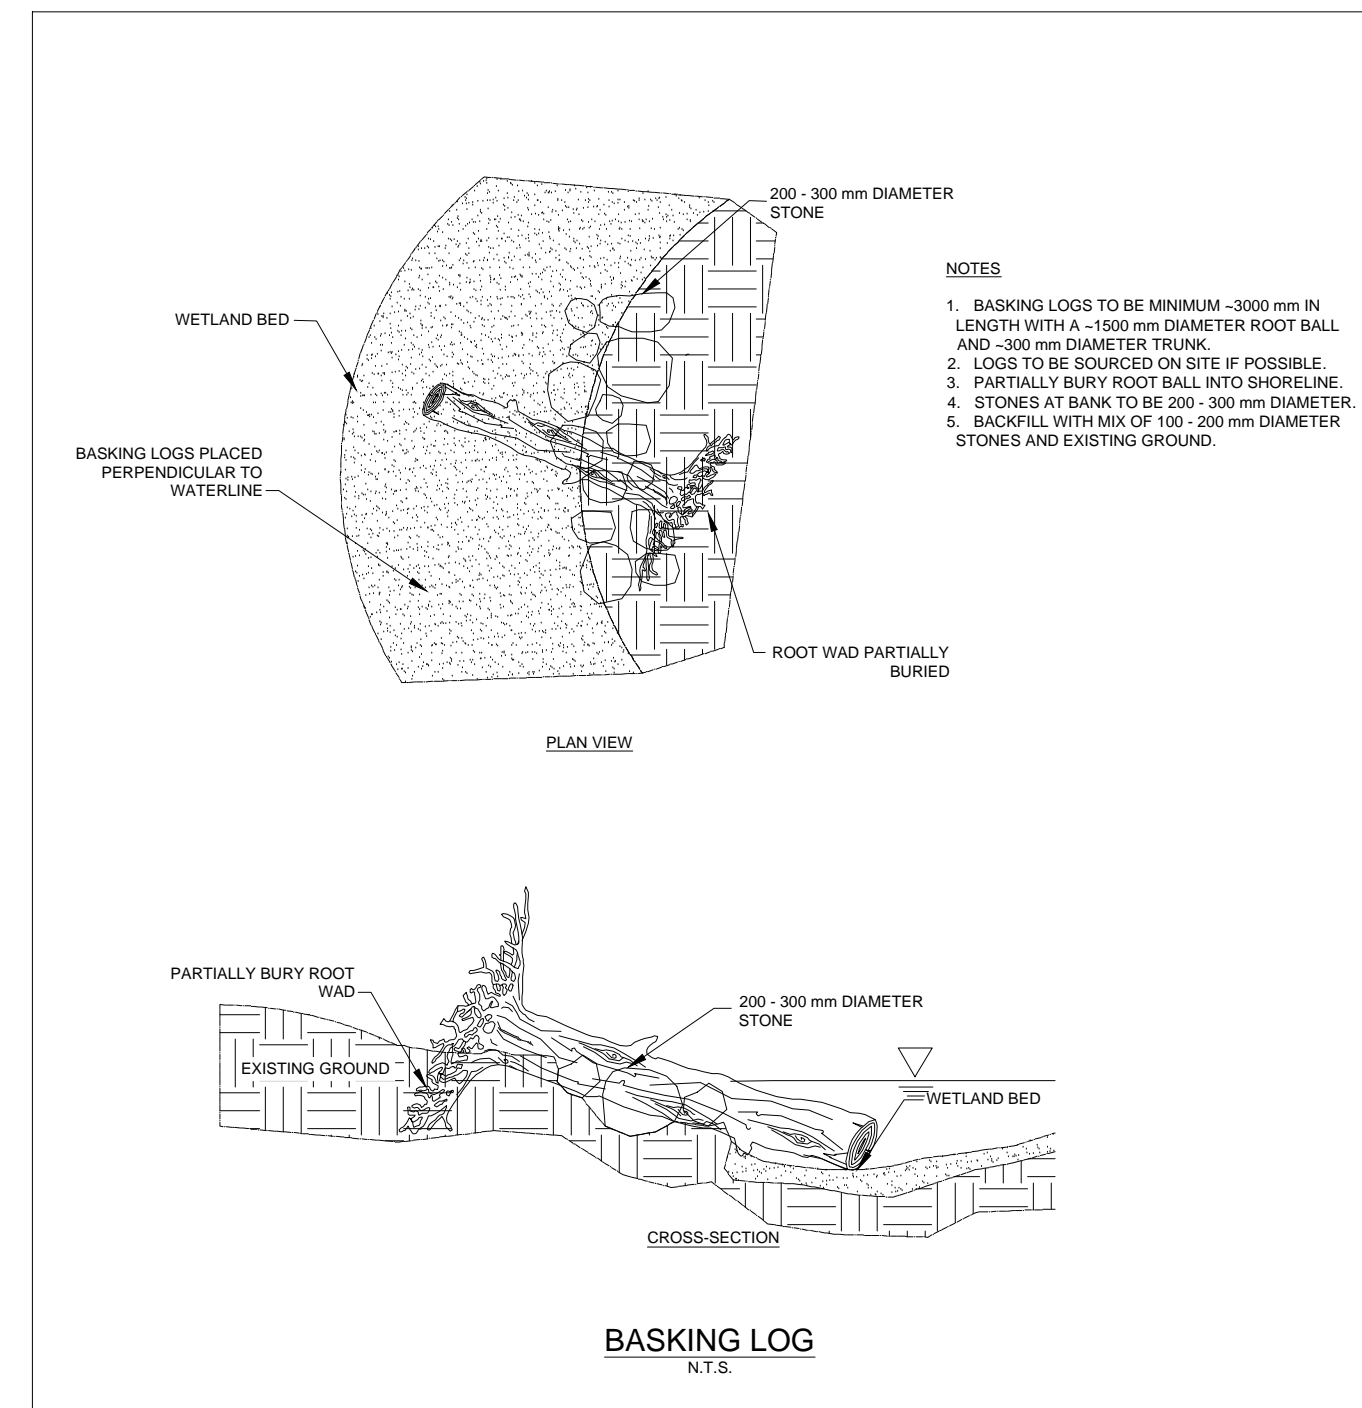 200 - 300 mm DIAMETER
STONE
NOTES
1. BASKING LOGS TO BE MINIMUM ~3000 mm IN
LENGTH WITH A ~1500 mm DIAMETER ROOT BALL
AND ~300 mm DIAMETER TRUNK.
2. LOGS TO BE SOURCED ON SITE IF POSSIBLE.
3. PARTIALLY BURY ROOT BALL INTO SHORELINE.
4. STONES AT BANK TO BE 200 - 300 mm DIAMETER.
5. BACKFILL WITH MIX OF 100 - 200 mm DIAMETER
STONES AND EXISTING GROUND.
WETLAND BED
BASKING LOGS PLACED
PERPENDICULAR TO
WATERLINE
ROOT WAD PARTIALLY
BURIED
PLAN VIEW
PARTIALLY BURY ROOT
WAD
200 - 300 mm DIAMETER
STONE
EXISTING GROUND
WETLAND BED
CROSS-SECTION
BASKING LOG
N.T.S.